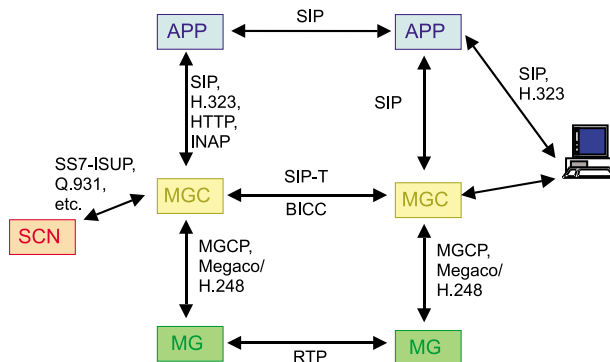 SIP
APP
APP
SIP,
H.323,
HTTP,
INAP
SIP
SIP,
H.323
SS7-ISUP,
Q.931,
etc.
SIP-T
MGC
MGC
BICC
SCN
MGCP,
Megaco/
H.248
MGCP,
Megaco/
H.248
MG
MG
RTP